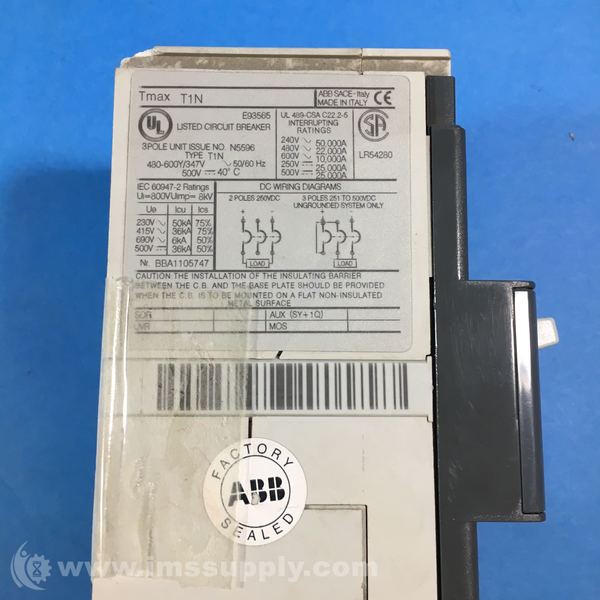 Tmax T1N
ABB SACE-Italy
MADE IN ITALY CE
UL
E93565
LISTED CIRCUIT BREAKER
3POLE UNIT ISSUE NO. N5596
TYPE T1N
480-600Y/347V ∿ 50/60 Hz
500V ⎓ 40° C
UL 489-CSA C22.2-5
INTERRUPTING
RATINGS
240V ∿ 50,000A
480V ∿ 22,000A
600V ∿ 10,000A
250V ⎓ 25,000A
500V ⎓ 25,000A
SA
LR54280
IEC 60947-2 Ratings
Ui=800V Uimp= 8kV
Ue Icu Ics
230V ∿ 50kA 75%
415V ∿ 36kA 75%
690V ∿ 6kA 50%
500V ⎓ 36kA 50%
Nr. BBA1105747
DC WIRING DIAGRAMS
2 POLES 250VDC
3 POLES 251 TO 500VDC
UNGROUNDED SYSTEM ONLY
+ - + -
LOAD LOAD
CAUTION THE INSTALLATION OF THE INSULATING BARRIER
BETWEEN THE C.B. AND THE BASE PLATE SHOULD BE PROVIDED
WHEN THE C.B. IS TO BE MOUNTED ON A FLAT NON-INSULATED
METAL SURFACE
SOR AUX (SY+1Q)
UVR MOS
FACTORY
ABB
SEALED
www.imssupply.com